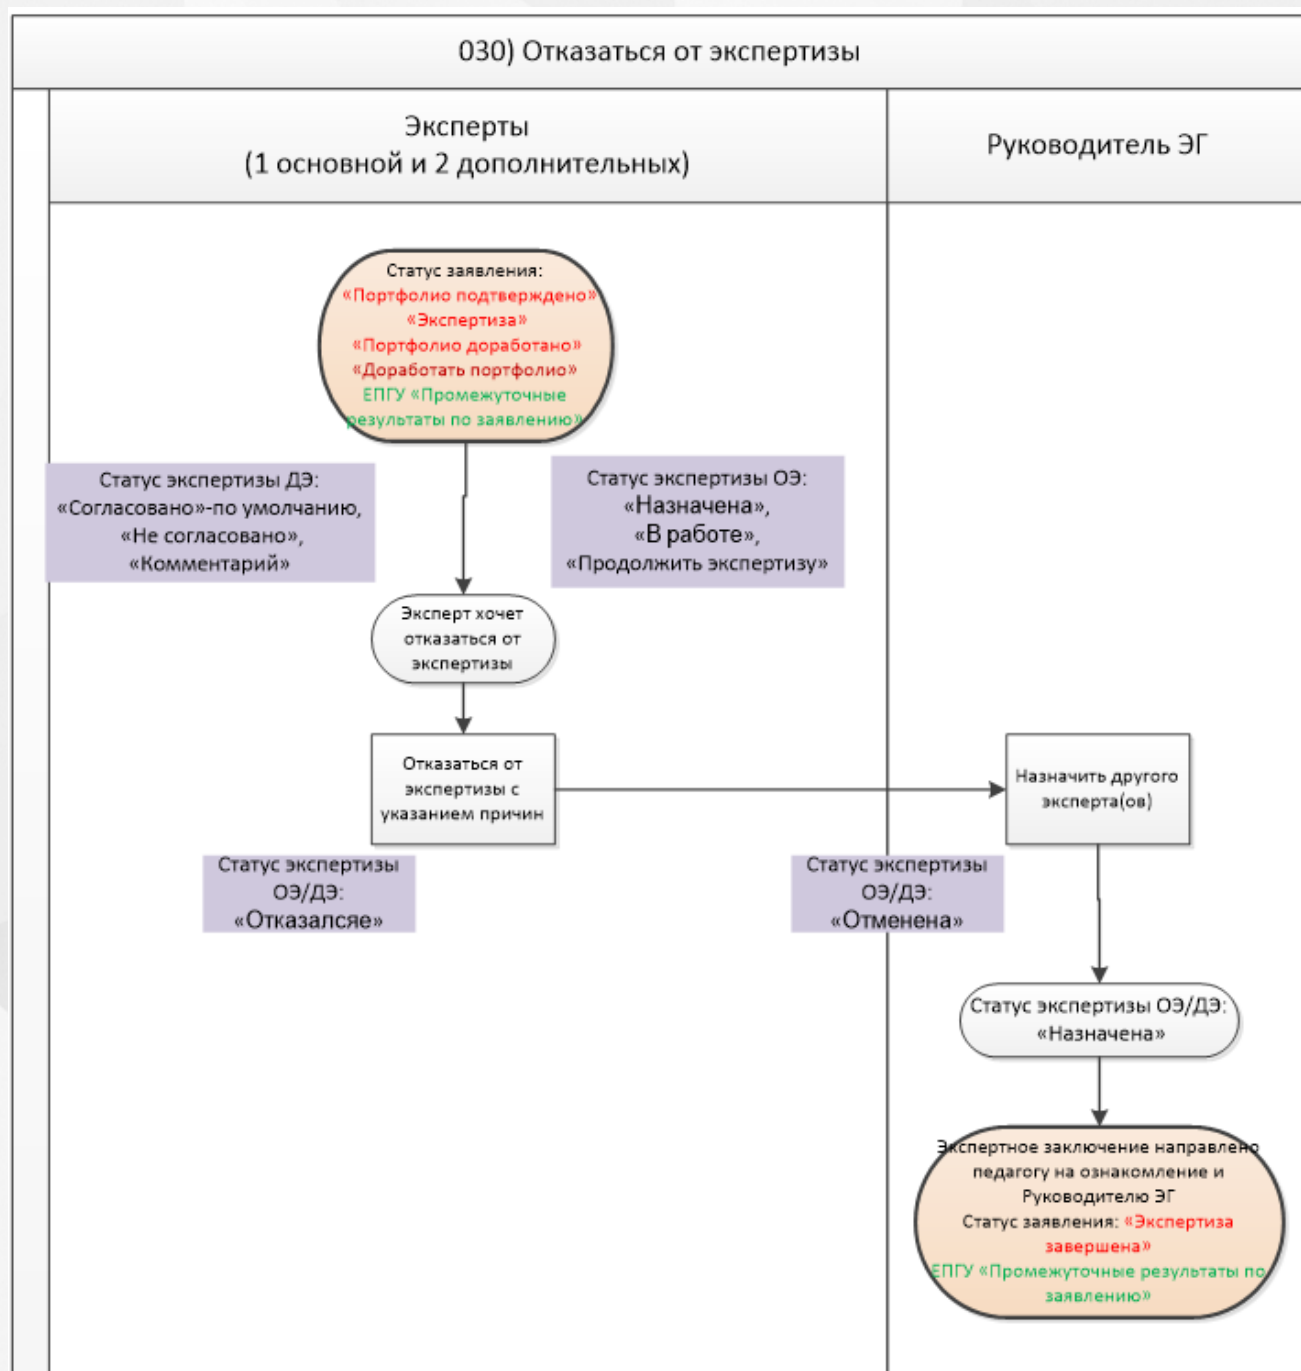 030) Отказаться от экспертизы
Эксперты
(1 основной и 2 дополнительных)
Руководитель ЭГ
Статус заявления:
«Портфолио подтверждено»
«Экспертиза»
«Портфолио доработано»
«Доработать портфолио»
ЕПГУ «Промежуточные
результаты по заявлению»
Статус экспертизы ДЭ:
«Согласовано»-по умолчанию,
«Не согласовано»,
«Комментарий»
Статус экспертизы ОЭ:
«Назначена»,
«В работе»,
«Продолжить экспертизу»
Эксперт хочет
отказаться от
экспертизы
Отказаться от
экспертизы с
указанием причин
Назначить другого
эксперта(ов)
Статус экспертизы
ОЭ/ДЭ:
«Отказалсяе»
Статус экспертизы
ОЭ/ДЭ:
«Отменена»
Статус экспертизы ОЭ/ДЭ:
«Назначена»
Экспертное заключение направлено
педагогу на ознакомление и
Руководителю ЭГ
Статус заявления: «Экспертиза
завершена»
ЕПГУ «Промежуточные результаты по
заявлению»